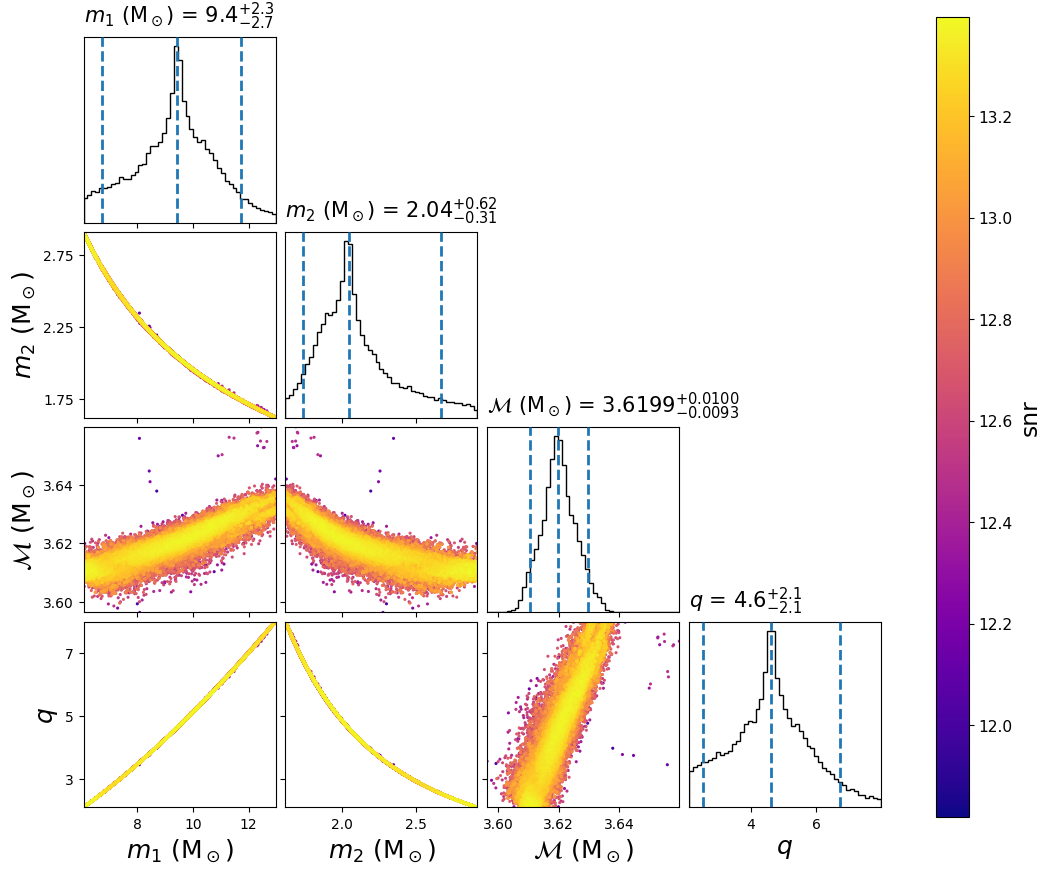 m₁ (M⊙) = 9.4 +2.3 −2.7
13.2
m₂ (M⊙) = 2.04 +0.62 −0.31
13.0
2.75
m₂ (M⊙)
2.25
1.75
12.8
ℳ (M⊙) = 3.6199 +0.0100 −0.0093
snr
12.6
3.64
ℳ (M⊙)
3.62
3.60
12.4
q = 4.6 +2.1 −2.1
12.2
7
q
5
3
12.0
8 10 12 2.0 2.5 3.60 3.62 3.64 4 6
m₁ (M⊙) m₂ (M⊙) ℳ (M⊙) q